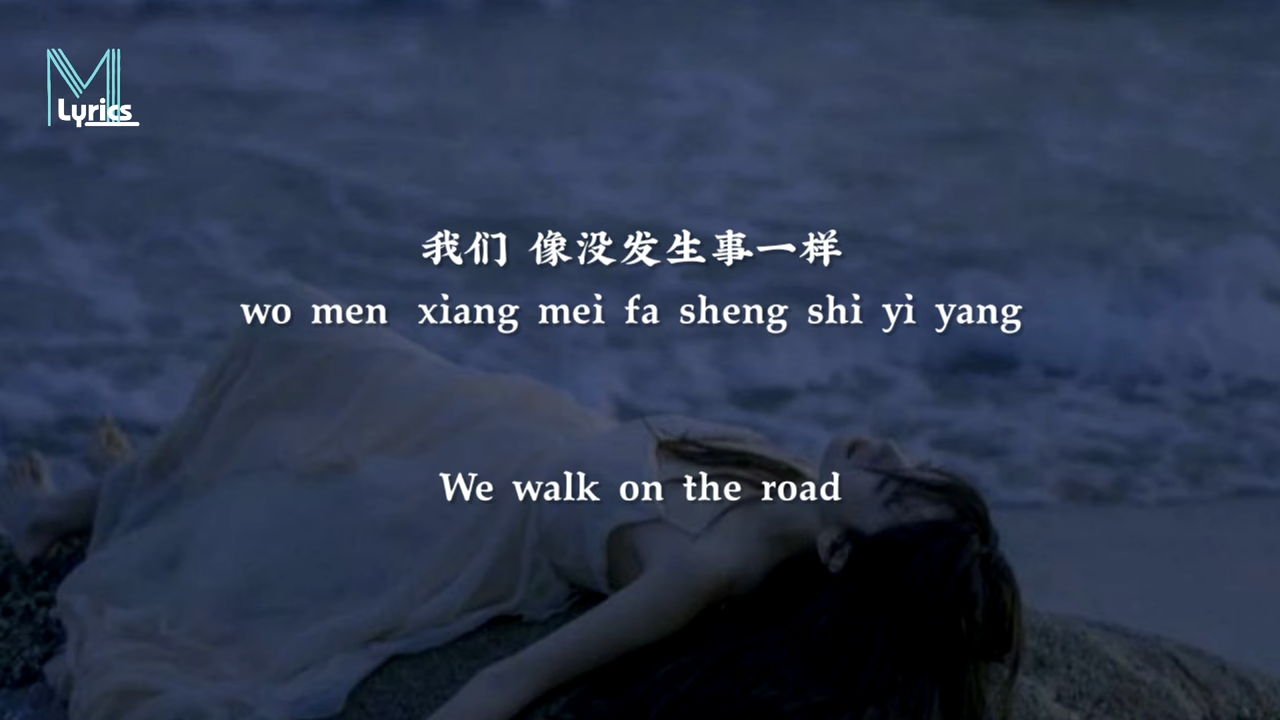 M
Lyrics
我们 像没发生事一样
wo men xiang mei fa sheng shi yi yang
We walk on the road